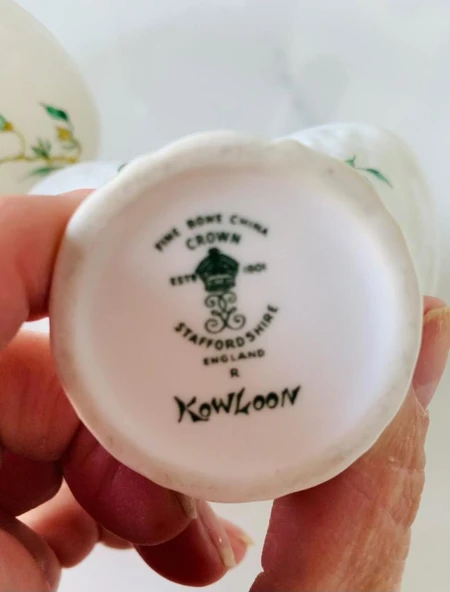 FINE BONE CHINA
CROWN
ESTD 1801
STAFFORDSHIRE
ENGLAND
R
KOWLOON